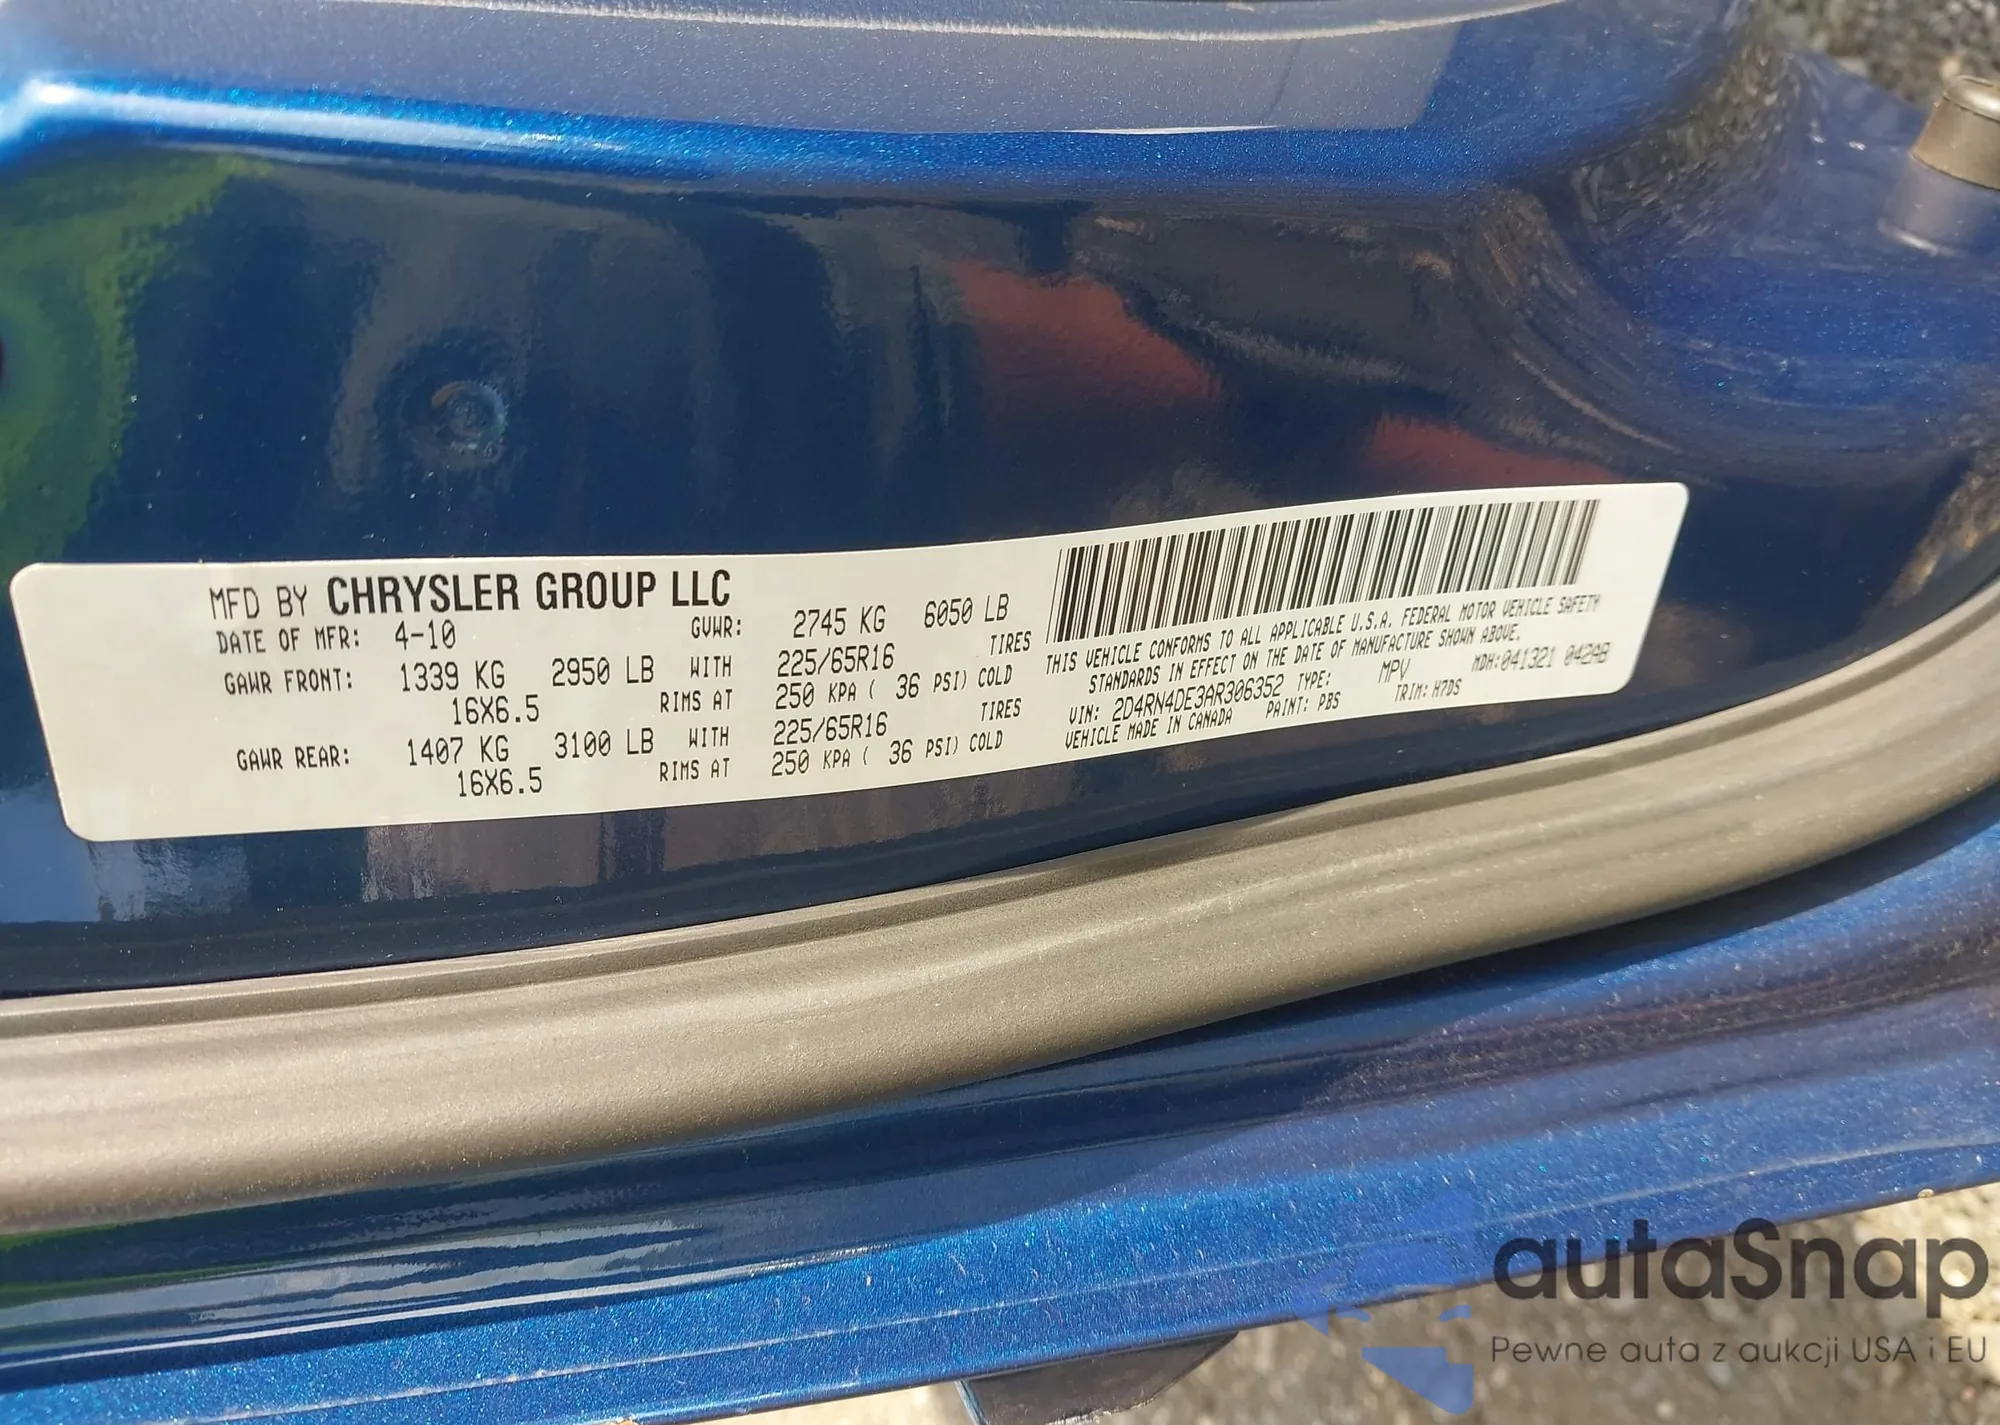 MFD BY CHRYSLER GROUP LLC
DATE OF MFR: 4-10 GVWR: 2745 KG 6050 LB
GAWR FRONT: 1339 KG 2950 LB WITH 225/65R16 TIRES
16X6.5 RIMS AT 250 KPA ( 36 PSI) COLD
GAWR REAR: 1407 KG 3100 LB WITH 225/65R16 TIRES
16X6.5 RIMS AT 250 KPA ( 36 PSI) COLD
THIS VEHICLE CONFORMS TO ALL APPLICABLE U.S.A. FEDERAL MOTOR VEHICLE SAFETY
STANDARDS IN EFFECT ON THE DATE OF MANUFACTURE SHOWN ABOVE.
VIN: 2D4RN4DE3AR306352 TYPE: MPV MDH:041321 042AB
VEHICLE MADE IN CANADA PAINT: PBS TRIM: H7DS
autaSnap
Pewne auta z aukcji USA i EU